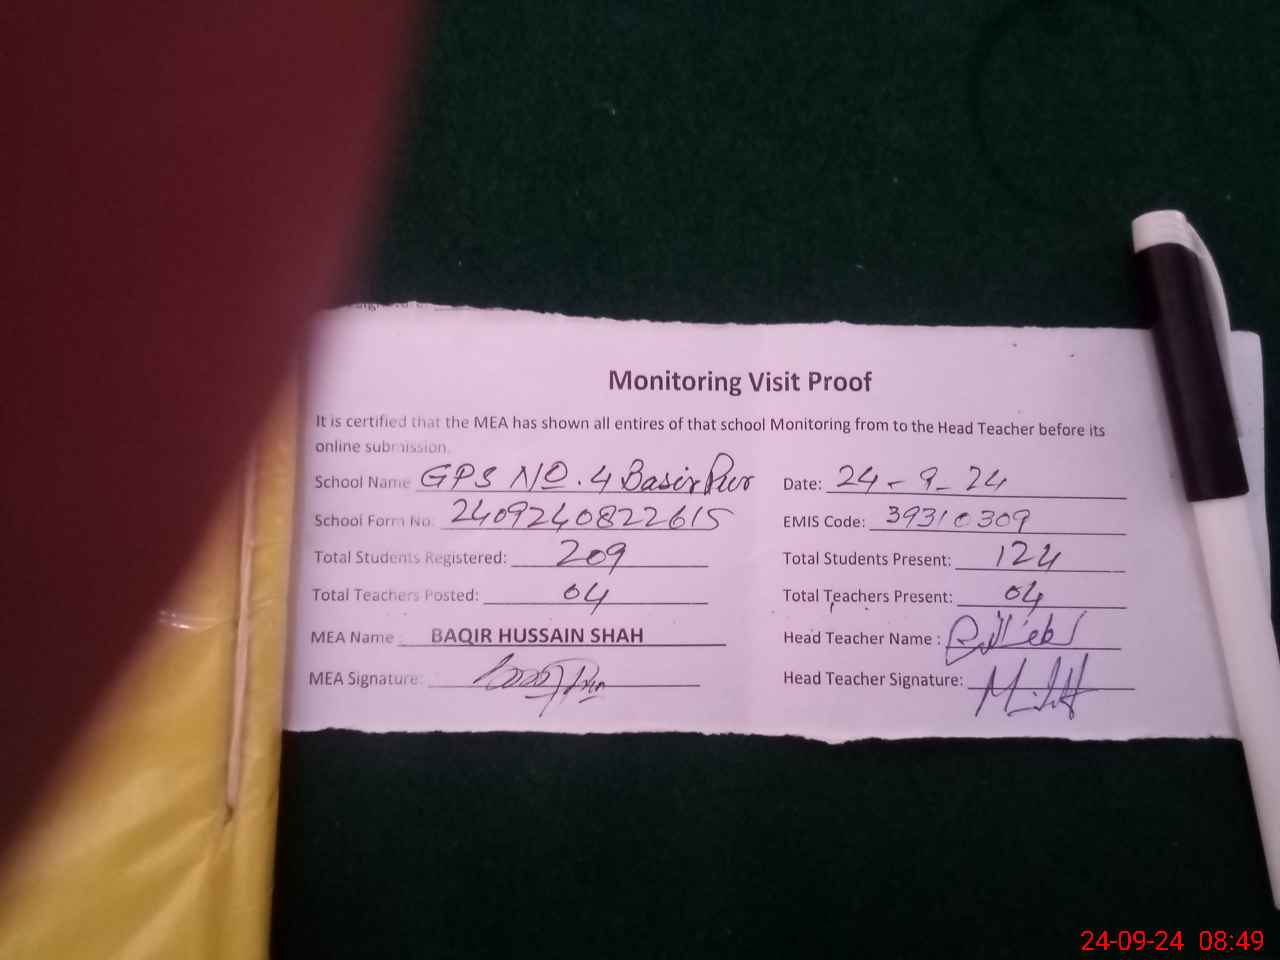 Monitoring Visit Proof
It is certified that the MEA has shown all entires of that school Monitoring from to the Head Teacher before its
online submission.
School Name GPS NO. 4 Basir Pur Date: 24-9-24
School Form No: 2409240822615 EMIS Code: 39310309
Total Students Registered: 209 Total Students Present: 124
Total Teachers Posted: 04 Total Teachers Present: 04
MEA Name: BAQIR HUSSAIN SHAH Head Teacher Name :
MEA Signature: Head Teacher Signature:
24-09-24 08:49